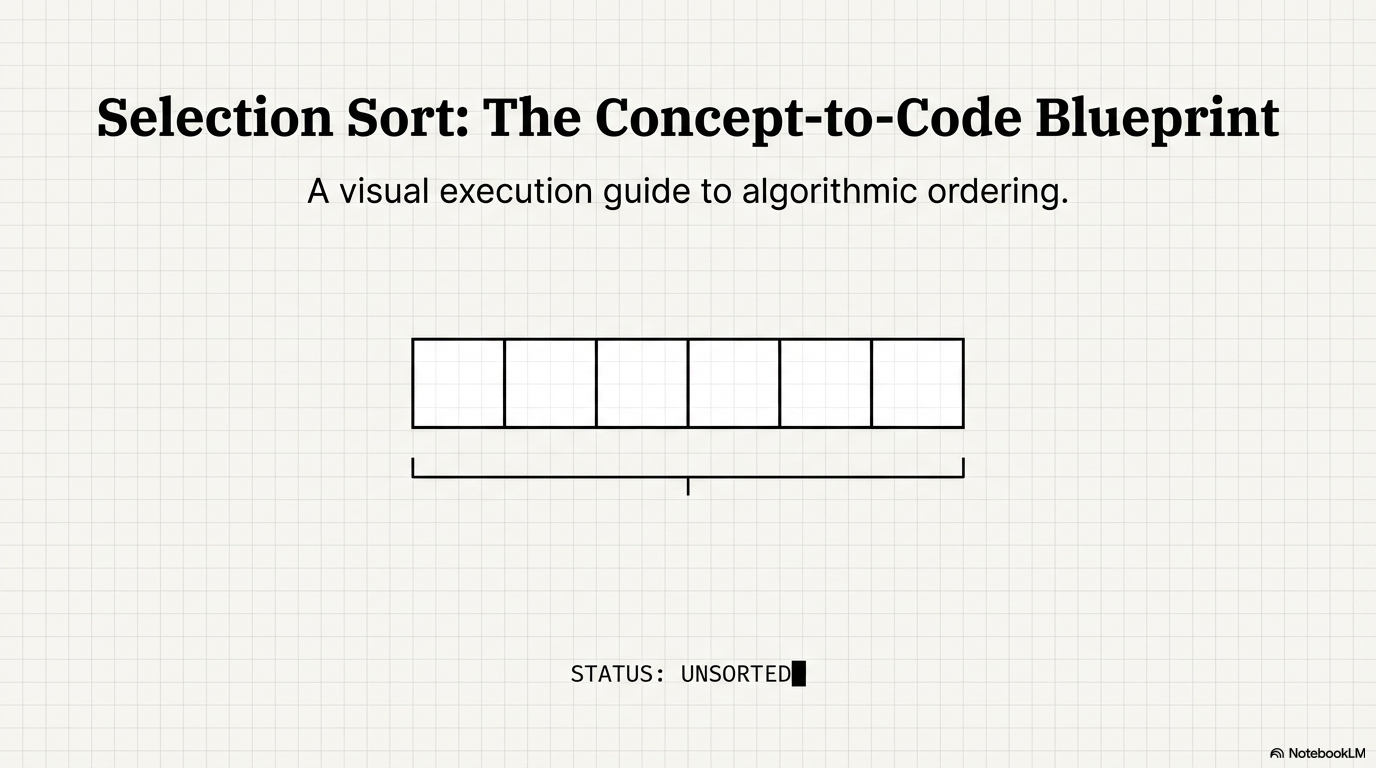 Selection Sort: The Concept-to-Code Blueprint
A visual execution guide to algorithmic ordering.
STATUS: UNSORTED
NotebookLM